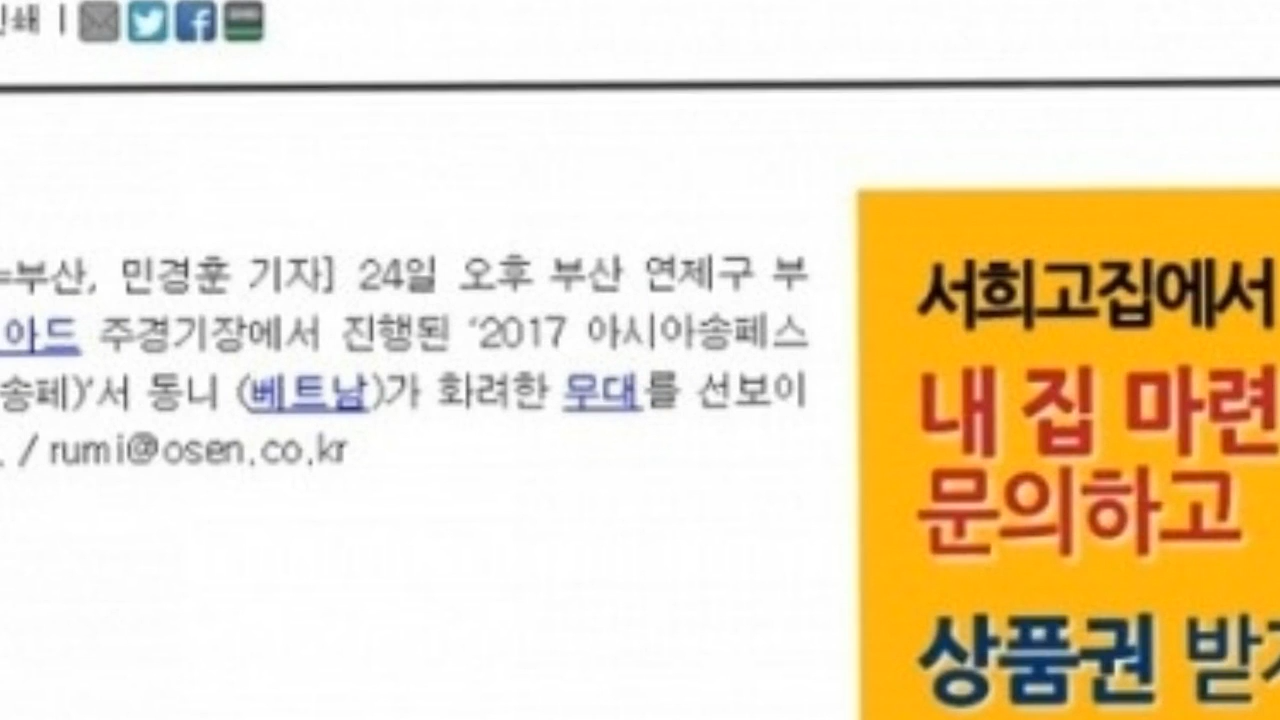 인쇄 |
=부산, 민경훈 기자] 24일 오후 부산 연제구 부
아드 주경기장에서 진행된 '2017 아시아송페스
송페)'서 동니 (베트남)가 화려한 무대를 선보이
. / rumi@osen.co.kr
서희고집에서
내 집 마련
문의하고
상품권 받